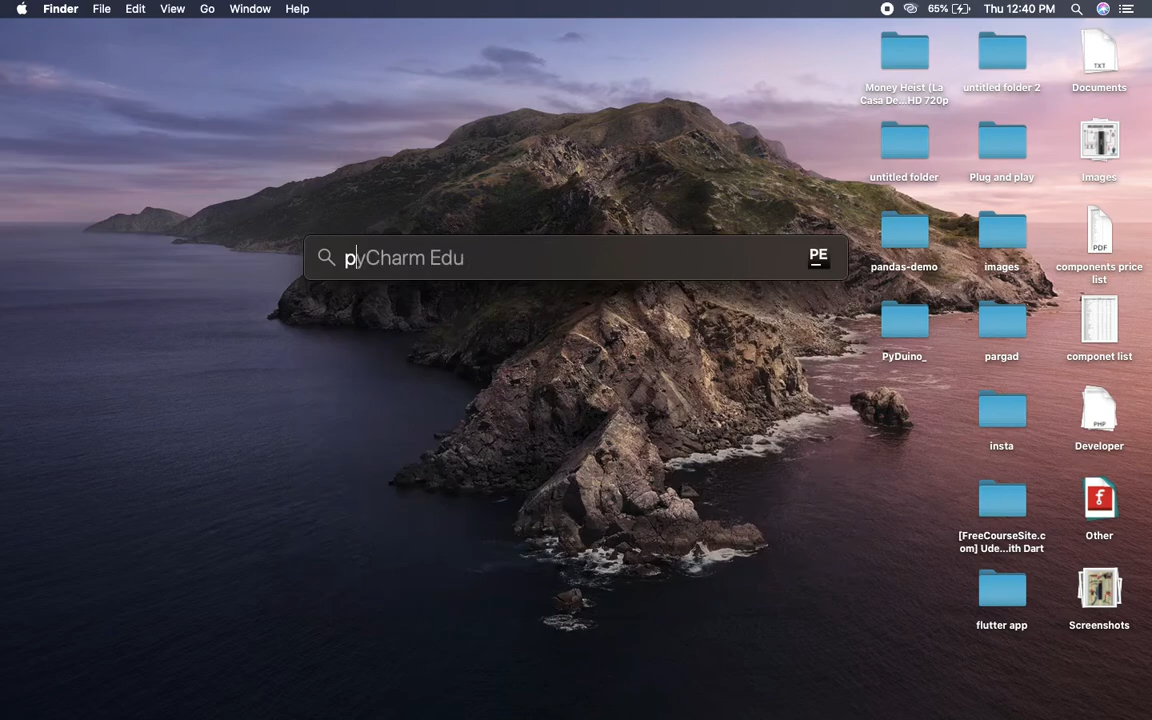 Finder File Edit View Go Window Help 65% Thu 12:40 PM
Money Heist (La
Casa De...HD 720p
untitled folder 2
Documents
TXT
untitled folder
Plug and play
Images
pyCharm Edu
PE
pandas-demo
images
PDF
components price
list
PyDuino_
pargad
componet list
insta
PHP
Developer
[FreeCourseSite.c
om] Ude...ith Dart
Other
flutter app
Screenshots